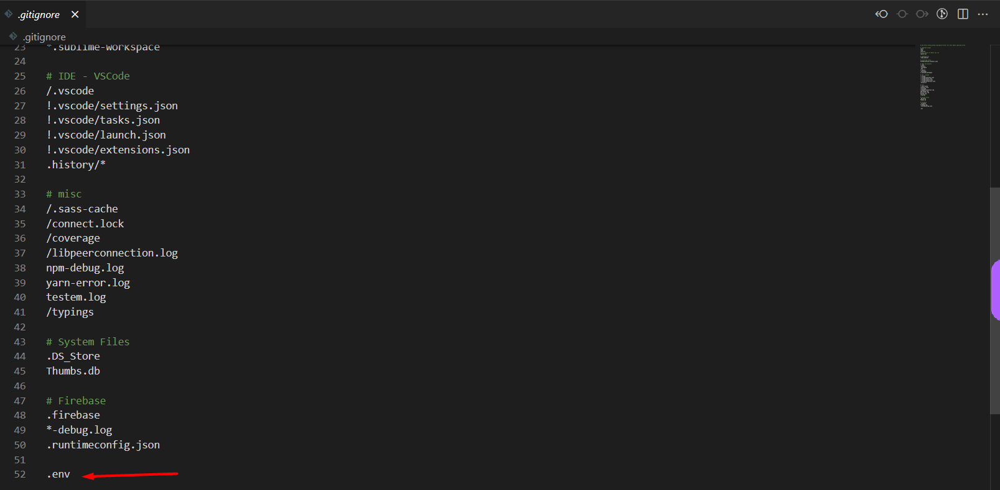 .gitignore
.gitignore
23 *.sublime-workspace
24
25 # IDE - VSCode
26 /.vscode
27 !.vscode/settings.json
28 !.vscode/tasks.json
29 !.vscode/launch.json
30 !.vscode/extensions.json
31 .history/*
32
33 # misc
34 /.sass-cache
35 /connect.lock
36 /coverage
37 /libpeerconnection.log
38 npm-debug.log
39 yarn-error.log
40 testem.log
41 /typings
42
43 # System Files
44 .DS_Store
45 Thumbs.db
46
47 # Firebase
48 .firebase
49 *-debug.log
50 .runtimeconfig.json
51
52 .env